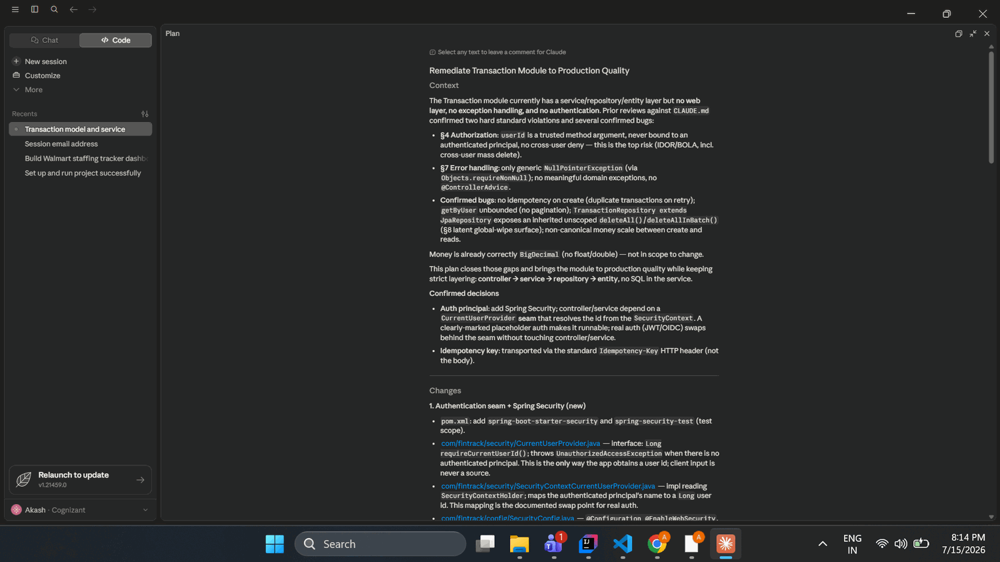 Chat
Code
New session
Customize
More
Recents
Transaction model and service
Session email address
Build Walmart staffing tracker dashbo
Set up and run project successfully
Relaunch to update
v1.21459.0
Akash · Cognizant
Plan
Select any text to leave a comment for Claude
Remediate Transaction Module to Production Quality
Context
The Transaction module currently has a service/repository/entity layer but no web
layer, no exception handling, and no authentication. Prior reviews against CLAUDE.md
confirmed two hard standard violations and several confirmed bugs:
• §4 Authorization: userId is a trusted method argument, never bound to an
authenticated principal, no cross-user deny — this is the top risk (IDOR/BOLA, incl.
cross-user mass delete).
• §7 Error handling: only generic NullPointerException (via
Objects.requireNonNull); no meaningful domain exceptions, no
@ControllerAdvice.
• Confirmed bugs: no idempotency on create (duplicate transactions on retry);
getByUser unbounded (no pagination); TransactionRepository extends
JpaRepository exposes an inherited unscoped deleteAll()/deleteAllInBatch()
(§8 latent global-wipe surface); non-canonical money scale between create and
reads.
Money is already correctly BigDecimal (no float/double) — not in scope to change.
This plan closes those gaps and brings the module to production quality while keeping
strict layering: controller → service → repository → entity, no SQL in the service.
Confirmed decisions
• Auth principal: add Spring Security; controller/service depend on a
CurrentUserProvider seam that resolves the id from the SecurityContext. A
clearly-marked placeholder auth makes it runnable; real auth (JWT/OIDC) swaps
behind the seam without touching controller/service.
• Idempotency key: transported via the standard Idempotency-Key HTTP header (not
the body).
Changes
1. Authentication seam + Spring Security (new)
• pom.xml: add spring-boot-starter-security and spring-security-test (test
scope).
• com/fintrack/security/CurrentUserProvider.java — interface: Long
requireCurrentUserId(); throws UnauthorizedAccessException when there is no
authenticated principal. This is the only way the app obtains a user id; client input is
never a source.
• com/fintrack/security/SecurityContextCurrentUserProvider.java — impl reading
SecurityContextHolder; maps the authenticated principal's name to a Long user
id. This mapping is the documented swap point for real auth.
• com/fintrack/config/SecurityConfig.java — @Configuration @EnableWebSecurity.
Search
1
A
A
ENG
IN
8:14 PM
7/15/2026